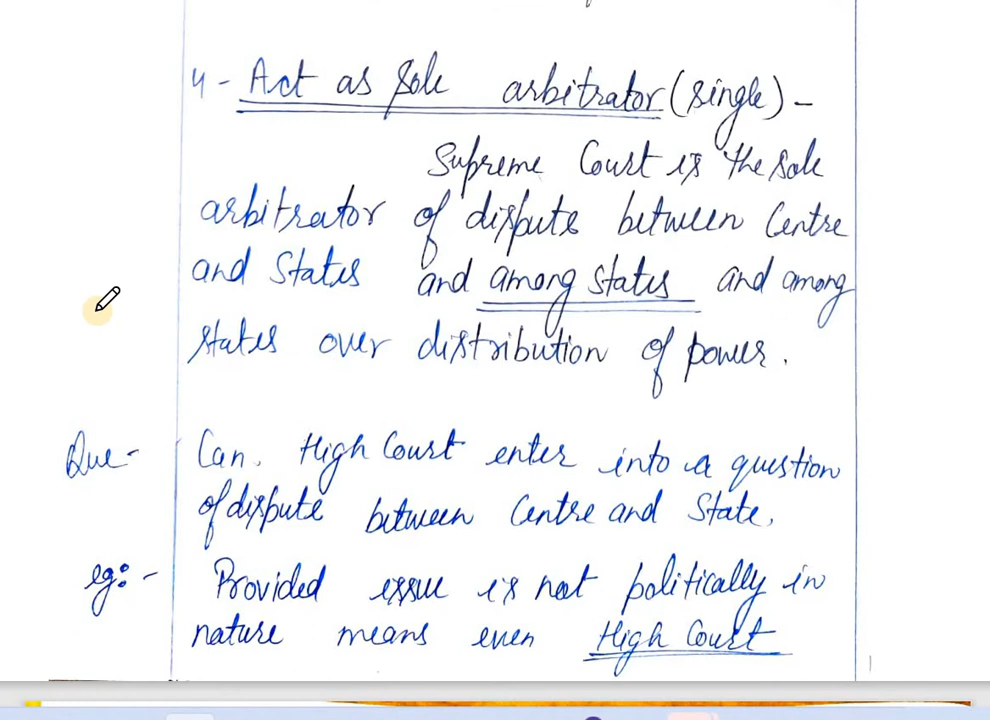 4 - Act as sole arbitrator (single) -
Supreme Court is the sole
arbitrator of dispute between Centre
and States and among states and among
states over distribution of power.
Que - Can. High Court enter into a question
of dispute between Centre and State.
eg: - Provided issue is not politically in
nature means even High Court